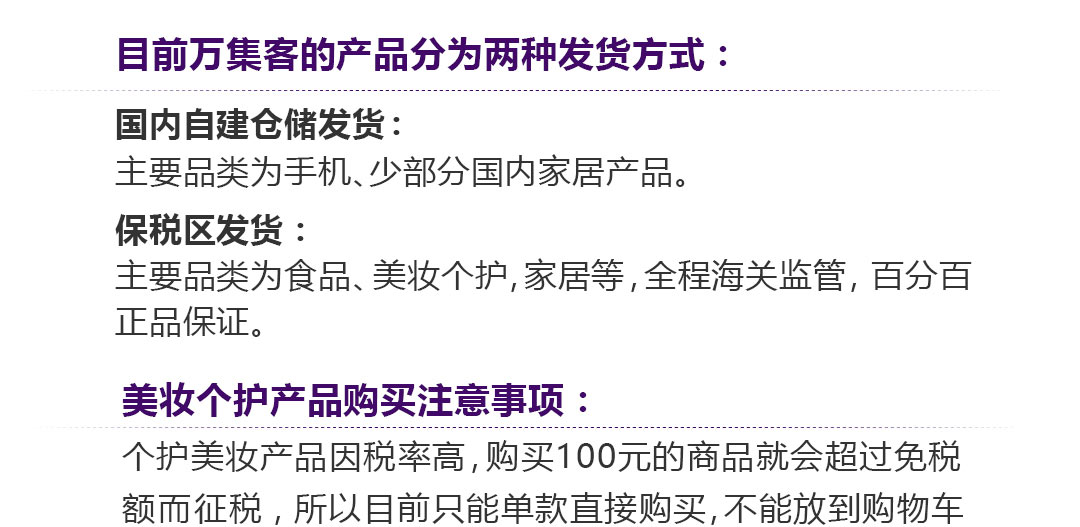 目前万集客的产品分为两种发货方式：
国内自建仓储发货：
主要品类为手机、少部分国内家居产品。
保税区发货：
主要品类为食品、美妆个护,家居等,全程海关监管, 百分百
正品保证。
美妆个护产品购买注意事项：
个护美妆产品因税率高,购买100元的商品就会超过免税
额而征税，所以目前只能单款直接购买,不能放到购物车